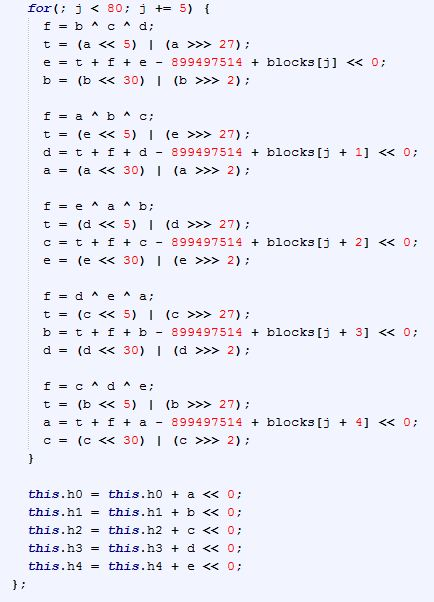 for(; j < 80; j += 5) {
f = b ^ c ^ d;
t = (a << 5) | (a >>> 27);
e = t + f + e - 899497514 + blocks[j] << 0;
b = (b << 30) | (b >>> 2);
f = a ^ b ^ c;
t = (e << 5) | (e >>> 27);
d = t + f + d - 899497514 + blocks[j + 1] << 0;
a = (a << 30) | (a >>> 2);
f = e ^ a ^ b;
t = (d << 5) | (d >>> 27);
c = t + f + c - 899497514 + blocks[j + 2] << 0;
e = (e << 30) | (e >>> 2);
f = d ^ e ^ a;
t = (c << 5) | (c >>> 27);
b = t + f + b - 899497514 + blocks[j + 3] << 0;
d = (d << 30) | (d >>> 2);
f = c ^ d ^ e;
t = (b << 5) | (b >>> 27);
a = t + f + a - 899497514 + blocks[j + 4] << 0;
c = (c << 30) | (c >>> 2);
}
this.h0 = this.h0 + a << 0;
this.h1 = this.h1 + b << 0;
this.h2 = this.h2 + c << 0;
this.h3 = this.h3 + d << 0;
this.h4 = this.h4 + e << 0;
};